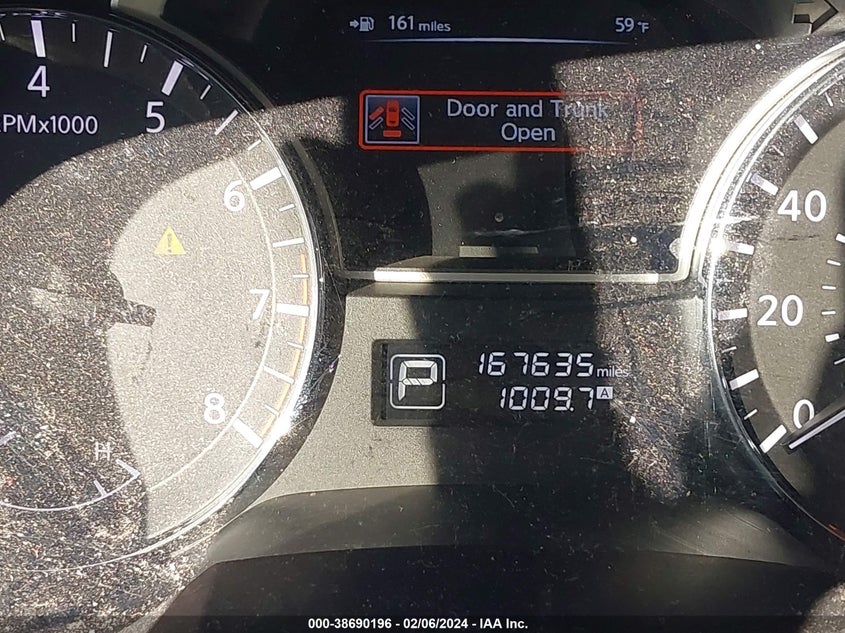 161 miles 59°F
Door and Trunk
Open
4
5
RPMx1000
6
7
8
H
P
167635 miles
1009.7 A
40
20
0
000-38690196 - 02/06/2024 - IAA Inc.